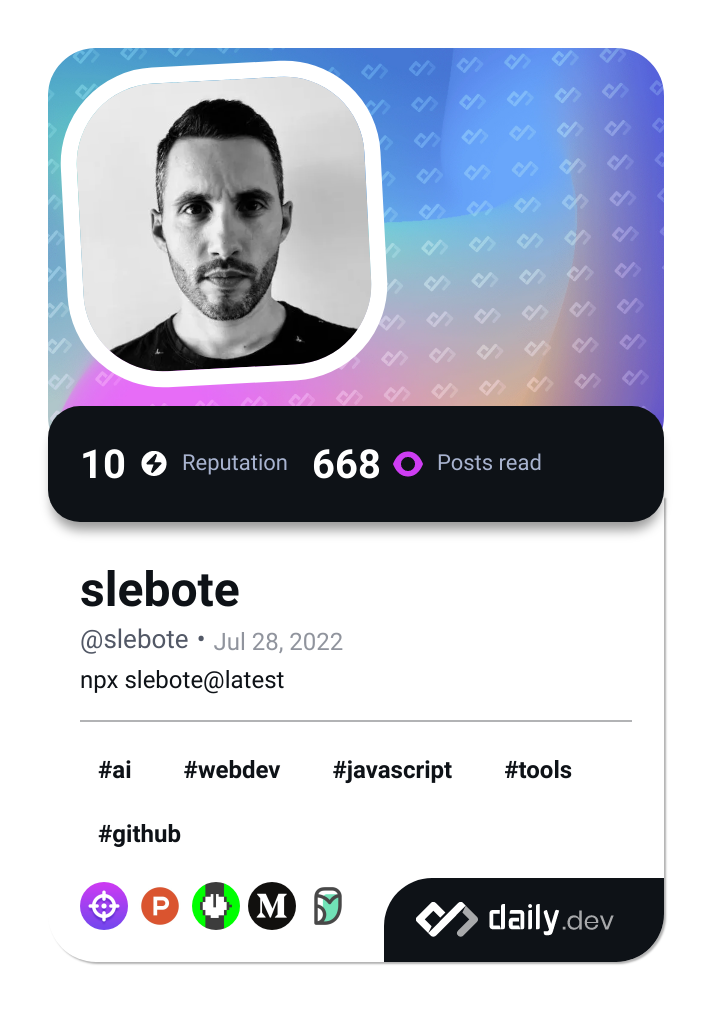 10 Reputation 668 Posts read
slebote
@slebote • Jul 28, 2022
npx slebote@latest
#ai #webdev #javascript #tools
#github
P M daily.dev